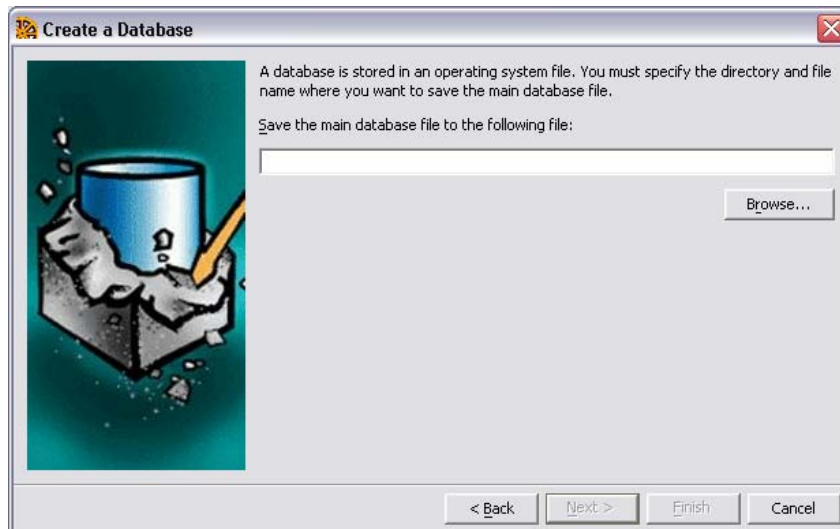 Create a Database
A database is stored in an operating system file. You must specify the directory and file
name where you want to save the main database file.
Save the main database file to the following file:
Browse...
< Back
Next >
Finish
Cancel